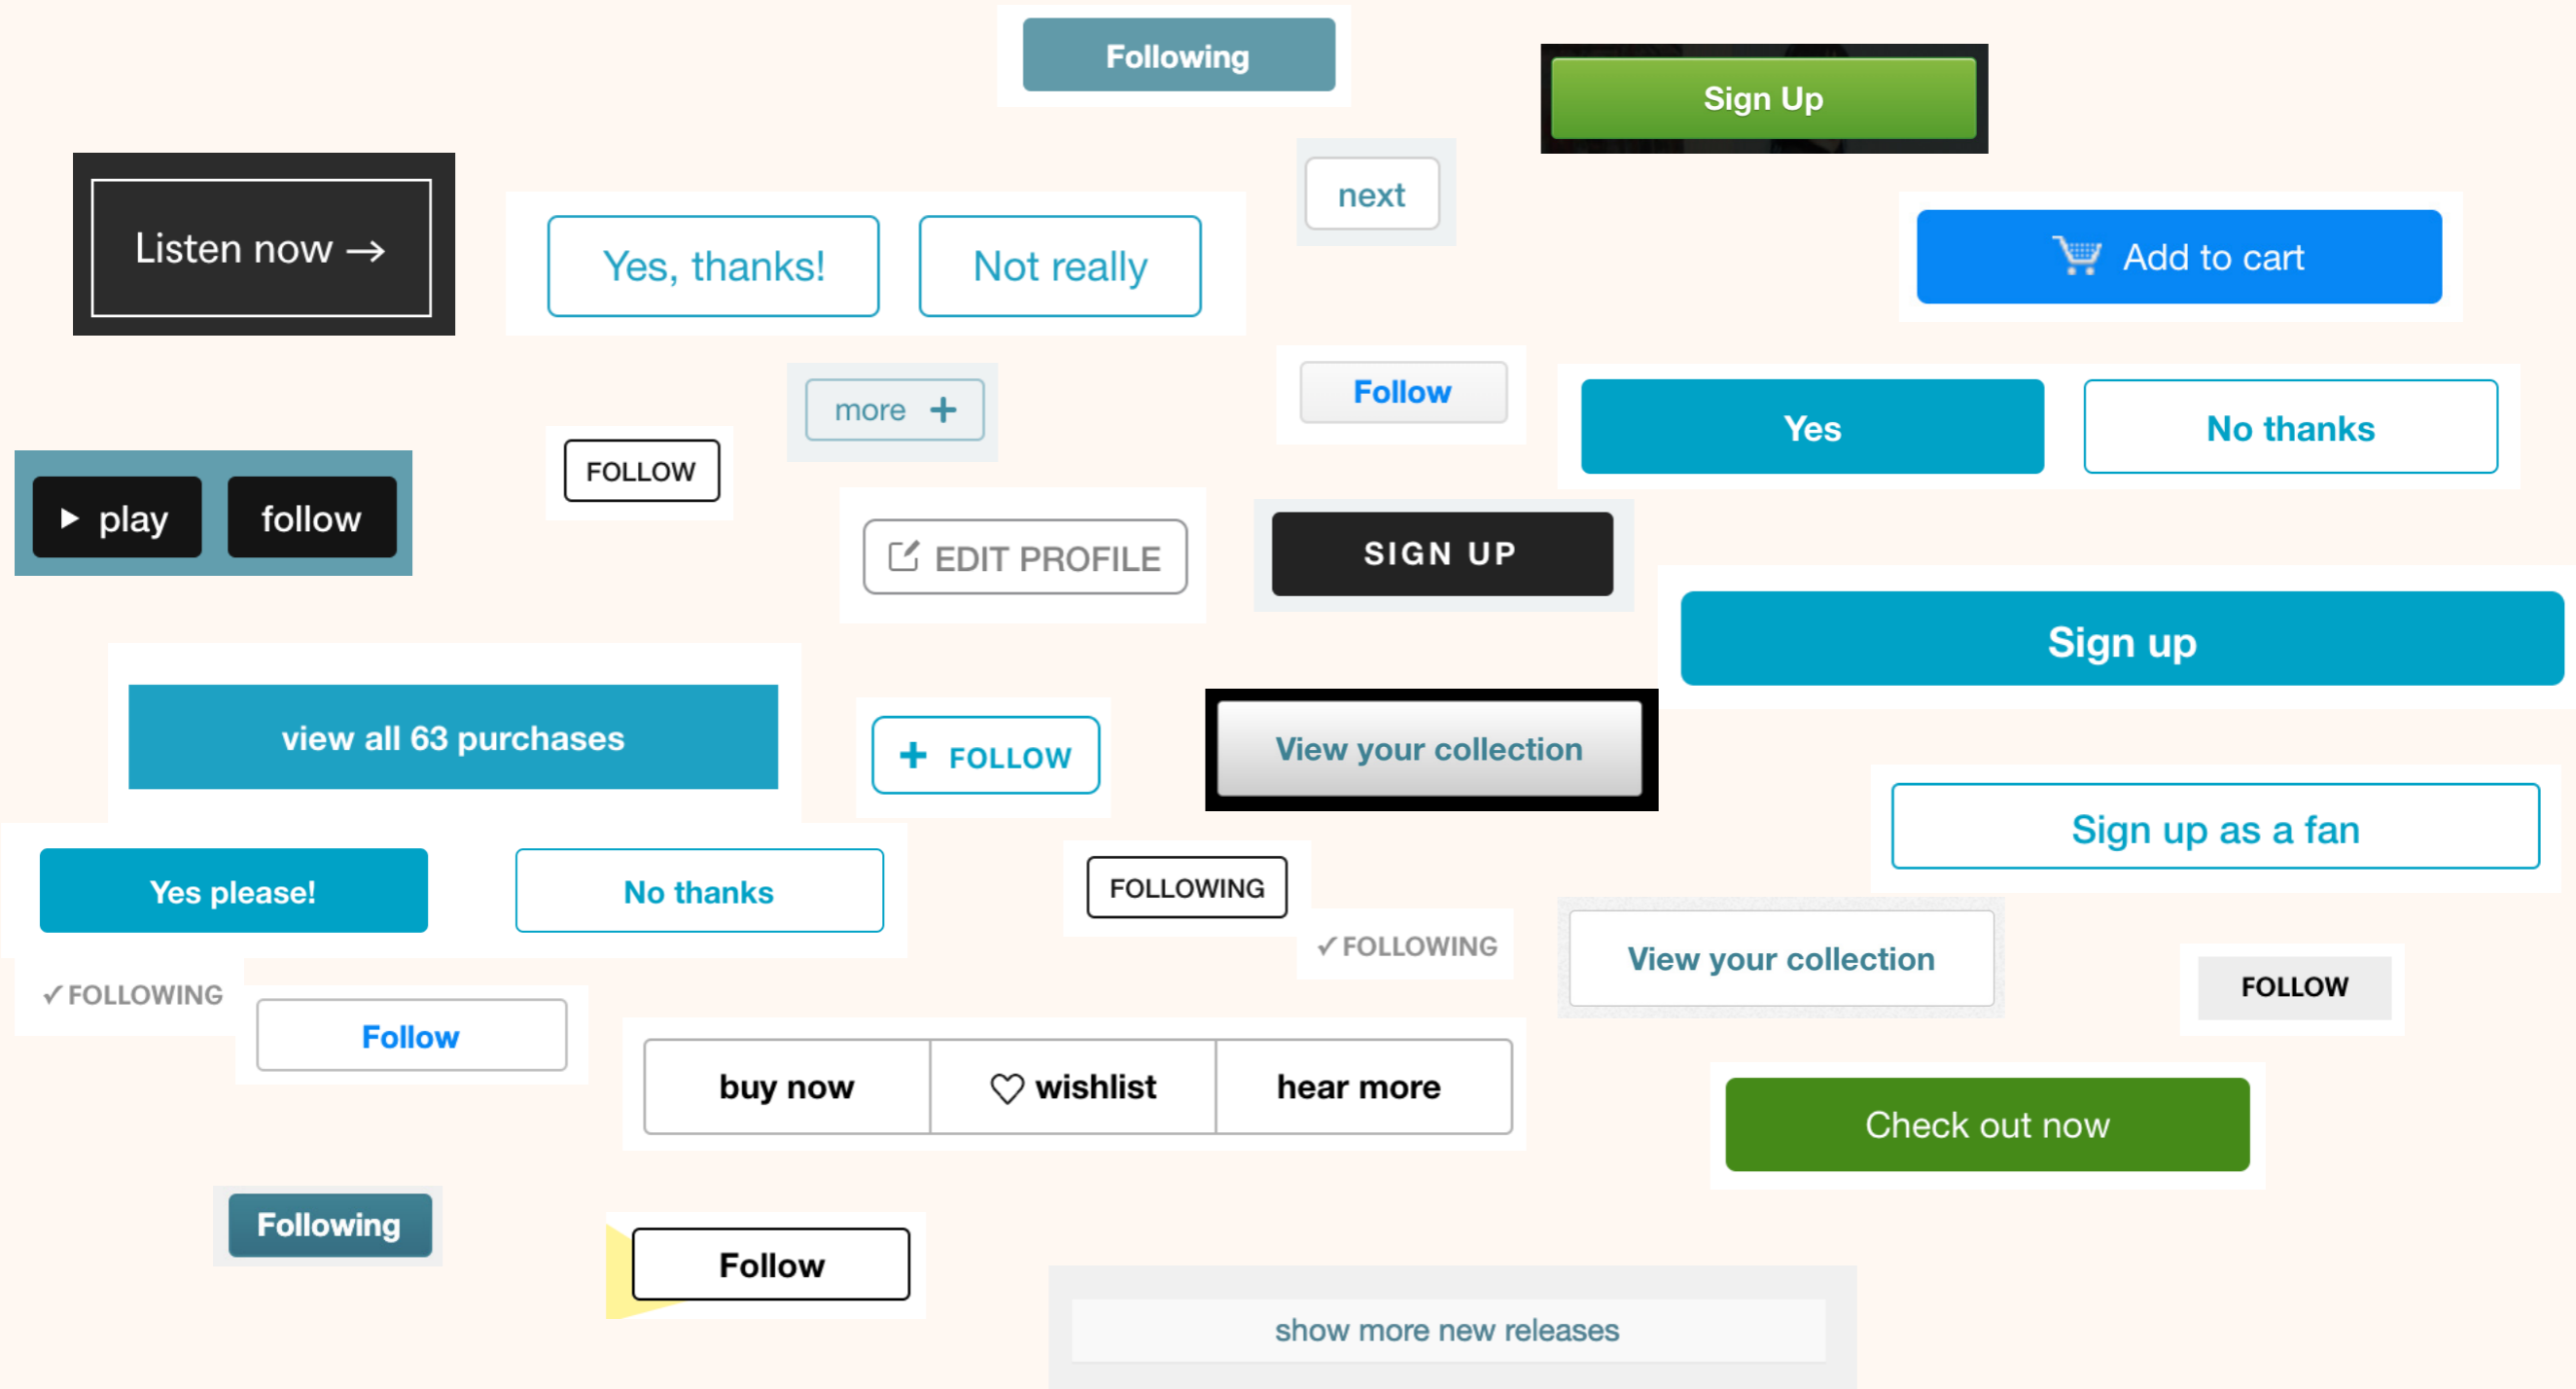 Following
Sign Up
next
Listen now →
Yes, thanks!
Not really
Add to cart
more +
Follow
Yes
No thanks
FOLLOW
play
follow
EDIT PROFILE
SIGN UP
Sign up
view all 63 purchases
+ FOLLOW
View your collection
Sign up as a fan
Yes please!
No thanks
FOLLOWING
✓ FOLLOWING
View your collection
FOLLOW
✓ FOLLOWING
Follow
buy now
♡ wishlist
hear more
Check out now
Following
Follow
show more new releases